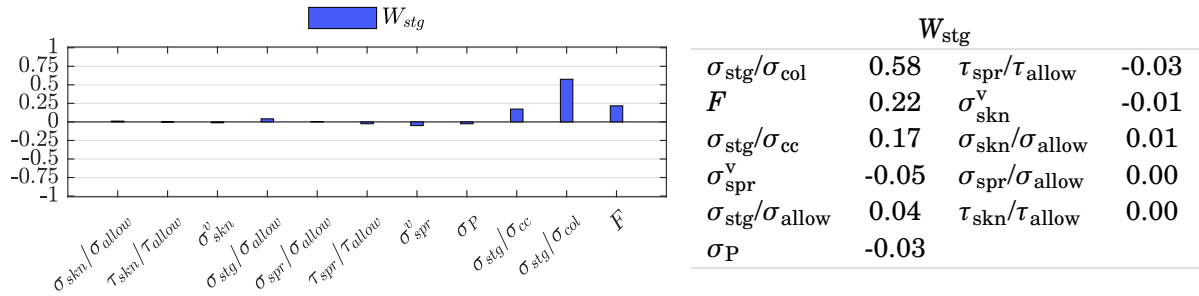 W_stg
1
0.75
0.5
0.25
0
-0.25
-0.5
-0.75
-1
σ_skn/σ_allow
τ_skn/τ_allow
σ^v_skn
σ_stg/σ_allow
σ_spr/σ_allow
τ_spr/τ_allow
σ^v_spr
σ_P
σ_stg/σ_cc
σ_stg/σ_col
F
W_stg
σ_stg/σ_col 0.58 τ_spr/τ_allow -0.03
F 0.22 σ^v_skn -0.01
σ_stg/σ_cc 0.17 σ_skn/σ_allow 0.01
σ^v_spr -0.05 σ_spr/σ_allow 0.00
σ_stg/σ_allow 0.04 τ_skn/τ_allow 0.00
σ_P -0.03